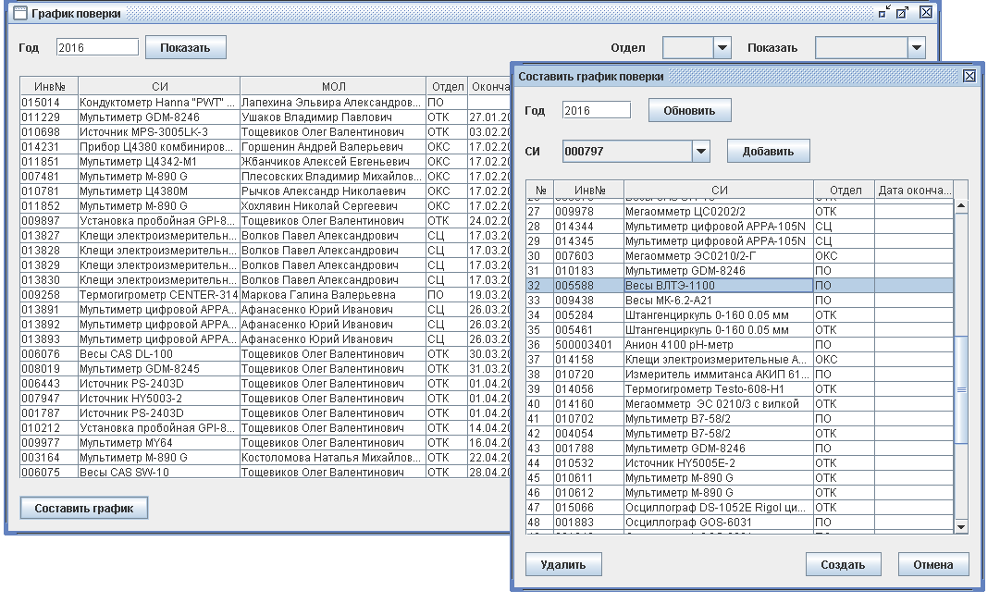 График поверки
Год 2016 Показать Отдел Показать
Инв№ СИ МОЛ Отдел Оконча
015014 Кондуктометр Hanna "PWT" ... Лапехина Эльвира Александров... ПО
011229 Мультиметр GDM-8246 Ушаков Владимир Павлович ОТК 27.01.20
010698 Источник MPS-3005LK-3 Тощевиков Олег Валентинович ОТК 03.02.20
014231 Прибор Ц4380 комбиниров... Горшенин Андрей Валерьевич ОКС 17.02.20
011851 Мультиметр Ц4342-М1 Жбанчиков Алексей Евгеньевич ОКС 17.02.20
007481 Мультиметр М-890 G Плесовских Владимир Михайлов... ОКС 17.02.20
010781 Мультиметр Ц4380М Рычков Александр Николаевич ОКС 17.02.20
011852 Мультиметр М-890 G Хохлявин Николай Сергеевич ОКС 17.02.20
009897 Установка пробойная GPI-8... Тощевиков Олег Валентинович ОТК 24.02.20
013827 Клещи электроизмерительн... Волков Павел Александрович СЦ 17.03.20
013828 Клещи электроизмерительн... Волков Павел Александрович СЦ 17.03.20
013829 Клещи электроизмерительн... Волков Павел Александрович СЦ 17.03.20
013830 Клещи электроизмерительн... Волков Павел Александрович СЦ 17.03.20
009258 Термогигрометр CENTER-314 Маркова Галина Валерьевна ПО 19.03.20
013891 Мультиметр цифровой APPA... Афанасенко Юрий Иванович СЦ 26.03.20
013892 Мультиметр цифровой APPA... Афанасенко Юрий Иванович СЦ 26.03.20
013893 Мультиметр цифровой APPA... Афанасенко Юрий Иванович СЦ 26.03.20
006076 Весы CAS DL-100 Тощевиков Олег Валентинович ОТК 30.03.20
008019 Мультиметр GDM-8245 Тощевиков Олег Валентинович ОТК 31.03.20
006443 Источник PS-2403D Тощевиков Олег Валентинович ОТК 01.04.20
007947 Источник HY5003-2 Тощевиков Олег Валентинович ОТК 01.04.20
001787 Источник PS-2403D Тощевиков Олег Валентинович ОТК 01.04.20
010212 Установка пробойная GPI-8... Тощевиков Олег Валентинович ОТК 14.04.20
009977 Мультиметр MY64 Тощевиков Олег Валентинович ОТК 16.04.20
003164 Мультиметр М-890 G Костоломова Наталья Михайлов... ОТК 22.04.20
006075 Весы CAS SW-10 Тощевиков Олег Валентинович ОТК 28.04.20
Составить график
Составить график поверки
Год 2016 Обновить
СИ 000797 Добавить
№ Инв№ СИ Отдел Дата оконча...
27 009978 Мегаомметр ЦС0202/2 ОТК
28 014344 Мультиметр цифровой APPA-105N СЦ
29 014345 Мультиметр цифровой APPA-105N СЦ
30 007603 Мегаомметр ЭС0210/2-Г ОКС
31 010183 Мультиметр GDM-8246 ПО
32 005588 Весы ВЛТЭ-1100 ПО
33 009438 Весы МК-6.2-А21 ПО
34 005284 Штангенциркуль 0-160 0.05 мм ОТК
35 005461 Штангенциркуль 0-160 0.05 мм ОТК
36 500003401 Анион 4100 рН-метр ПО
37 014158 Клещи электроизмерительные А... ОКС
38 010720 Измеритель иммитанса АКИП 61... ПО
39 014056 Термогигрометр Testo-608-H1 ОТК
40 014160 Мегаомметр ЭС 0210/3 с вилкой ОТК
41 010702 Мультиметр В7-58/2 ПО
42 004054 Мультиметр В7-58/2 ОТК
43 001788 Мультиметр GDM-8246 ПО
44 010532 Источник HY5005E-2 ОТК
45 010611 Мультиметр М-890 G ОТК
46 010612 Мультиметр М-890 G ОТК
47 015066 Осциллограф DS-1052E Rigol ци... ОТК
48 001883 Осциллограф GOS-6031 ПО
Удалить Создать Отмена